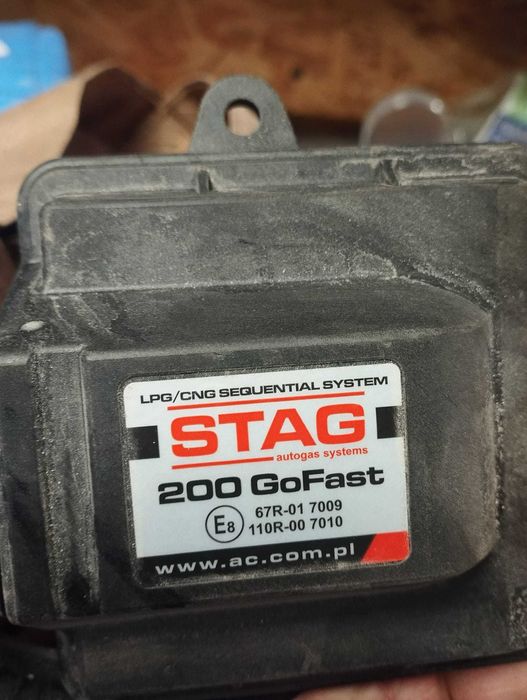 LPG/CNG SEQUENTIAL SYSTEM
STAG
autogas systems
200 GoFast
E8 67R-01 7009
110R-00 7010
www.ac.com.pl